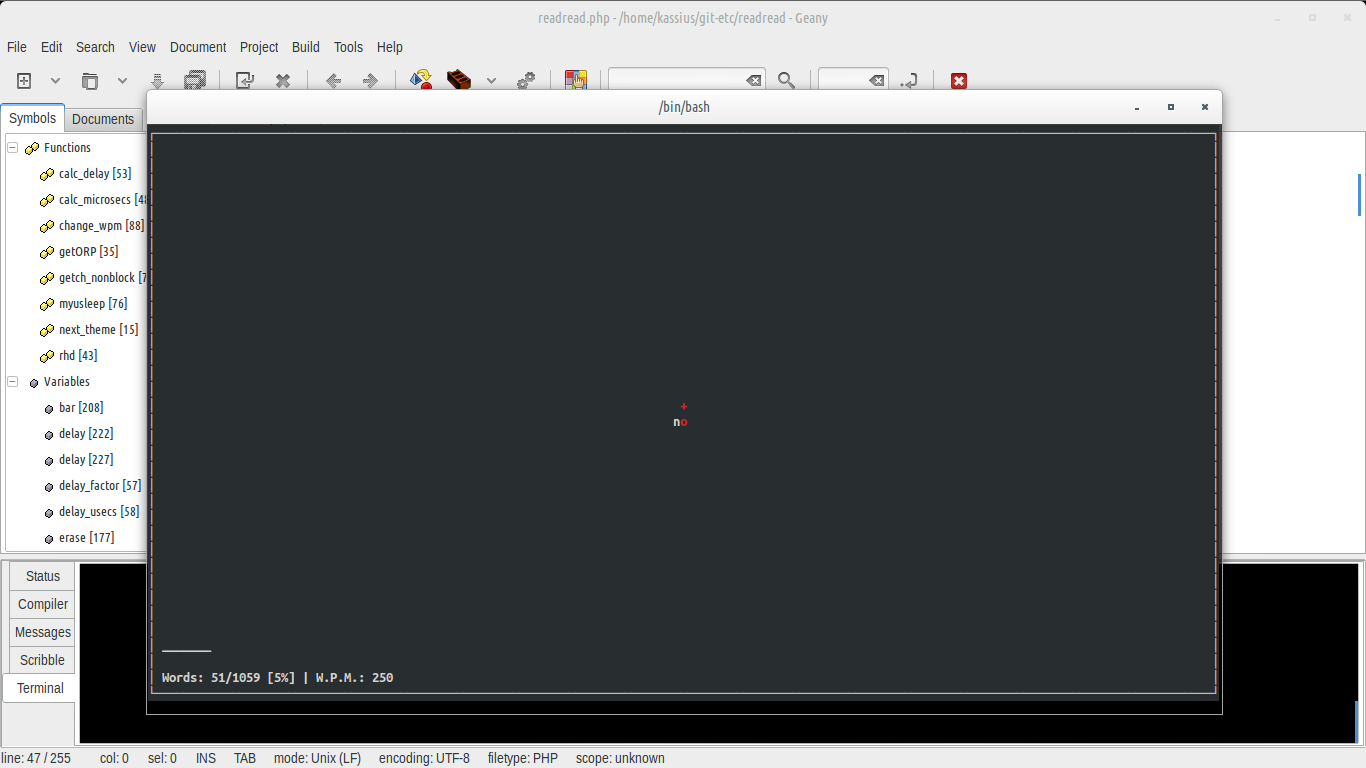 readread.php - /home/kassius/git-etc/readread - Geany
File Edit Search View Document Project Build Tools Help
/bin/bash
Symbols Documents
Functions
calc_delay [53]
calc_microsecs [48
change_wpm [88]
getORP [35]
getch_nonblock [7
myusleep [76]
next_theme [15]
rhd [43]
Variables
bar [208]
delay [222]
delay [227]
delay_factor [57]
delay_usecs [58]
erase [177]
+
no
Words: 51/1059 [5%] | W.P.M.: 250
Status
Compiler
Messages
Scribble
Terminal
line: 47 / 255 col: 0 sel: 0 INS TAB mode: Unix (LF) encoding: UTF-8 filetype: PHP scope: unknown